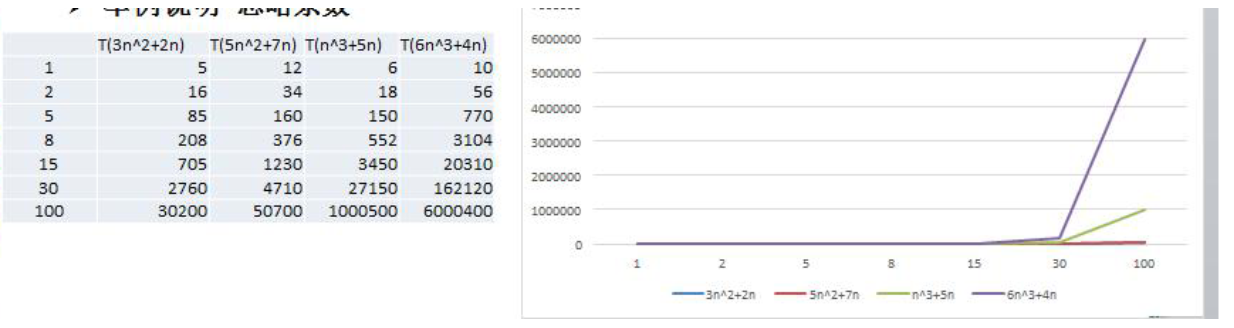 T(3n^2+2n) T(5n^2+7n) T(n^3+5n) T(6n^3+4n)
1 5 12 6 10
2 16 34 18 56
5 85 160 150 770
8 208 376 552 3104
15 705 1230 3450 20310
30 2760 4710 27150 162120
100 30200 50700 1000500 6000400
6000000
5000000
4000000
3000000
2000000
1000000
0
1 2 5 8 15 30 100
3n^2+2n 5n^2+7n n^3+5n 6n^3+4n